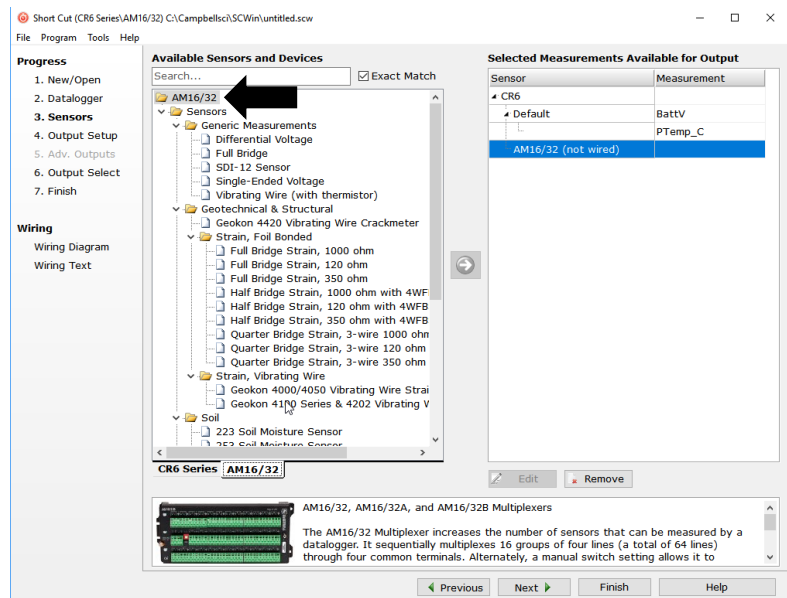 Short Cut (CR6 Series\AM16/32) C:\Campbellsci\SCWin\untitled.scw
File Program Tools Help
Progress
1. New/Open
2. Datalogger
3. Sensors
4. Output Setup
5. Adv. Outputs
6. Output Select
7. Finish
Wiring
Wiring Diagram
Wiring Text
Available Sensors and Devices
Search...
Exact Match
AM16/32
Sensors
Generic Measurements
Differential Voltage
Full Bridge
SDI-12 Sensor
Single-Ended Voltage
Vibrating Wire (with thermistor)
Geotechnical & Structural
Geokon 4420 Vibrating Wire Crackmeter
Strain, Foil Bonded
Full Bridge Strain, 1000 ohm
Full Bridge Strain, 120 ohm
Full Bridge Strain, 350 ohm
Half Bridge Strain, 1000 ohm with 4WF
Half Bridge Strain, 120 ohm with 4WFB
Half Bridge Strain, 350 ohm with 4WFB
Quarter Bridge Strain, 3-wire 1000 ohm
Quarter Bridge Strain, 3-wire 120 ohm
Quarter Bridge Strain, 3-wire 350 ohm
Strain, Vibrating Wire
Geokon 4000/4050 Vibrating Wire Strai
Geokon 4100 Series & 4202 Vibrating
Soil
223 Soil Moisture Sensor
253 Soil Moisture Sensor
CR6 Series AM16/32
Selected Measurements Available for Output
Sensor Measurement
CR6
Default BattV
PTemp_C
AM16/32 (not wired)
Edit Remove
AM16/32, AM16/32A, and AM16/32B Multiplexers
The AM16/32 Multiplexer increases the number of sensors that can be measured by a
datalogger. It sequentially multiplexes 16 groups of four lines (a total of 64 lines)
through four common terminals. Alternately, a manual switch setting allows it to
Previous Next Finish Help